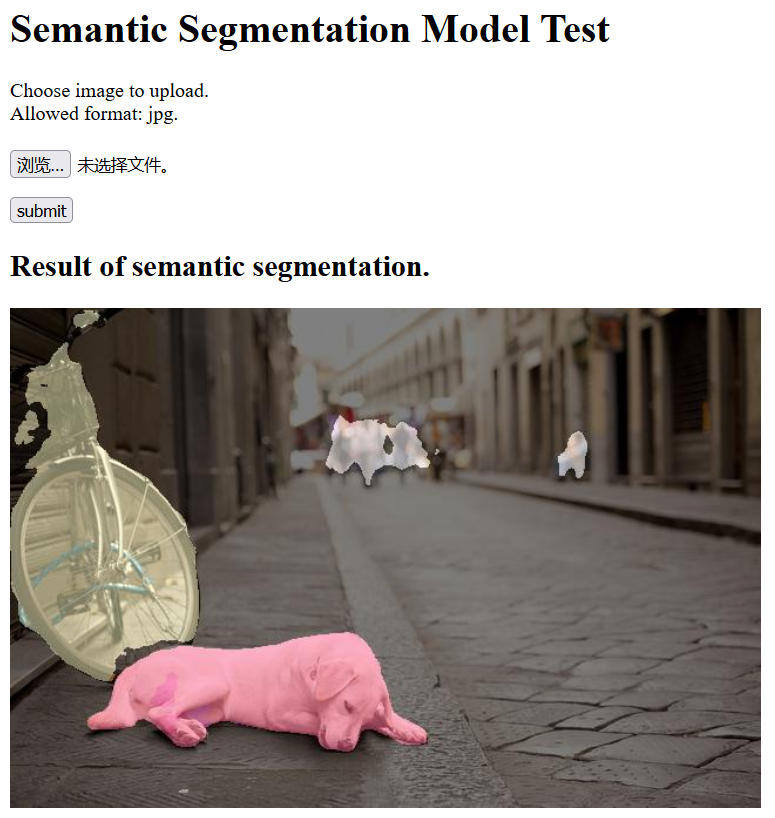 Semantic Segmentation Model Test
Choose image to upload.
Allowed format: jpg.
浏览... 未选择文件。
submit
Result of semantic segmentation.